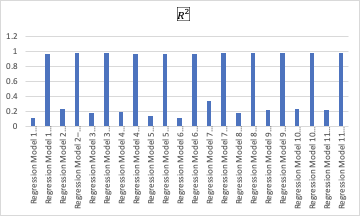 R²
1.2
1
0.8
0.6
0.4
0.2
0
Regression Model 1…
Regression Model 1…
Regression Model 2…
Regression Model 2-…
Regression Model 3…
Regression Model 3…
Regression Model 4…
Regression Model 4…
Regression Model 5…
Regression Model 5…
Regression Model 6…
Regression Model 6…
Regression Model 7…
Regression Model 7…
Regression Model 8…
Regression Model 8…
Regression Model 9…
Regression Model 9…
Regression Model 10…
Regression Model 10…
Regression Model 11…
Regression Model 11…